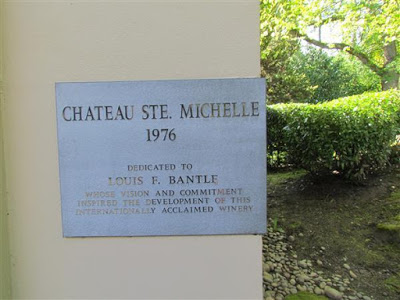 CHATEAU STE. MICHELLE
1976
DEDICATED TO
LOUIS F. BANTLE
WHOSE VISION AND COMMITMENT
INSPIRED THE DEVELOPMENT OF THIS
INTERNATIONALLY ACCLAIMED WINERY